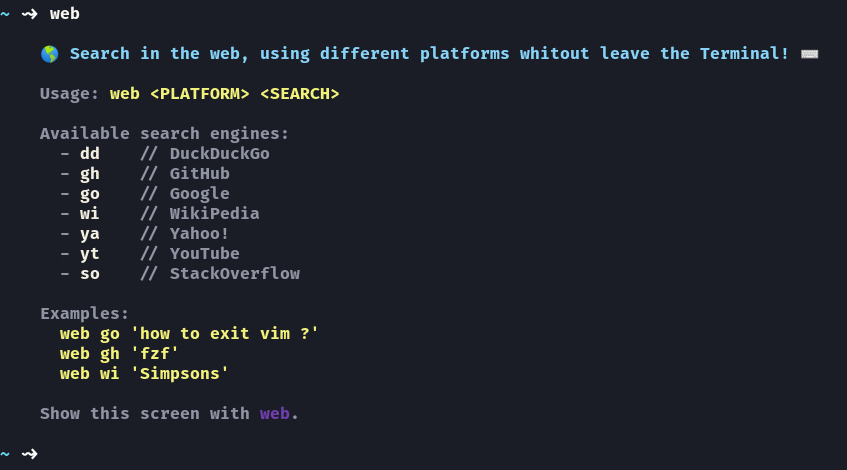 ~ ⇝ web
🌎 Search in the web, using different platforms whitout leave the Terminal! ⌨️
Usage: web <PLATFORM> <SEARCH>
Available search engines:
- dd // DuckDuckGo
- gh // GitHub
- go // Google
- wi // WikiPedia
- ya // Yahoo!
- yt // YouTube
- so // StackOverflow
Examples:
web go 'how to exit vim ?'
web gh 'fzf'
web wi 'Simpsons'
Show this screen with web.
~ ⇝